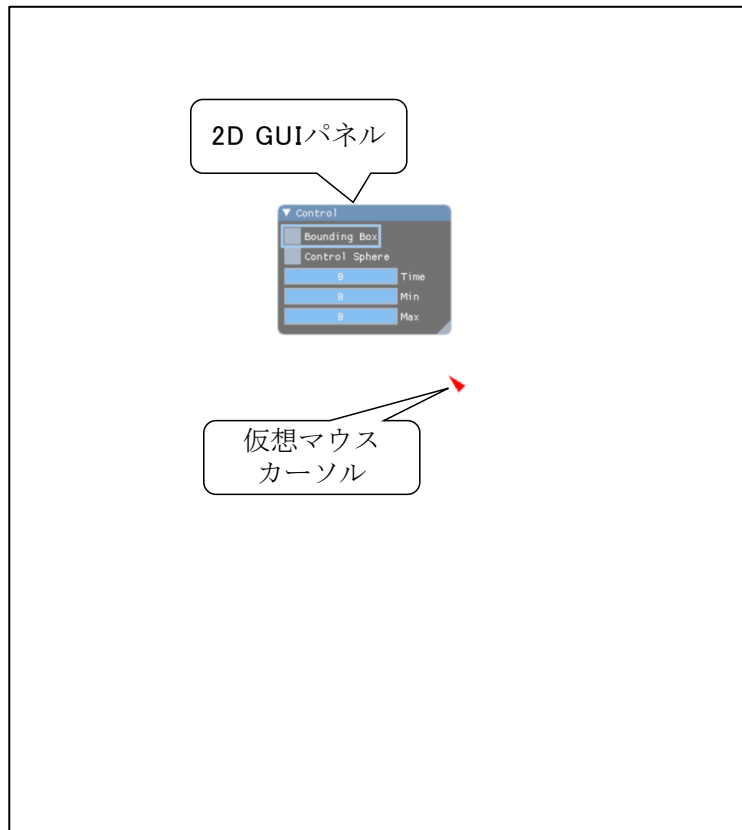 2D GUIパネル
▼ Control
Bounding Box
Control Sphere
0 Time
0 Min
0 Max
仮想マウス
カーソル